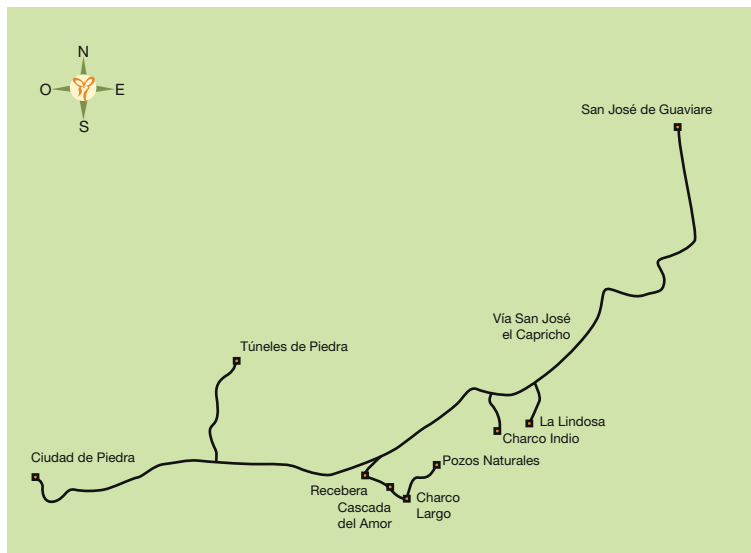 N
O
E
S
San José de Guaviare
Vía San José
el Capricho
Túneles de Piedra
La Lindosa
Charco Indio
Ciudad de Piedra
Pozos Naturales
Recebera
Cascada
del Amor
Charco
Largo